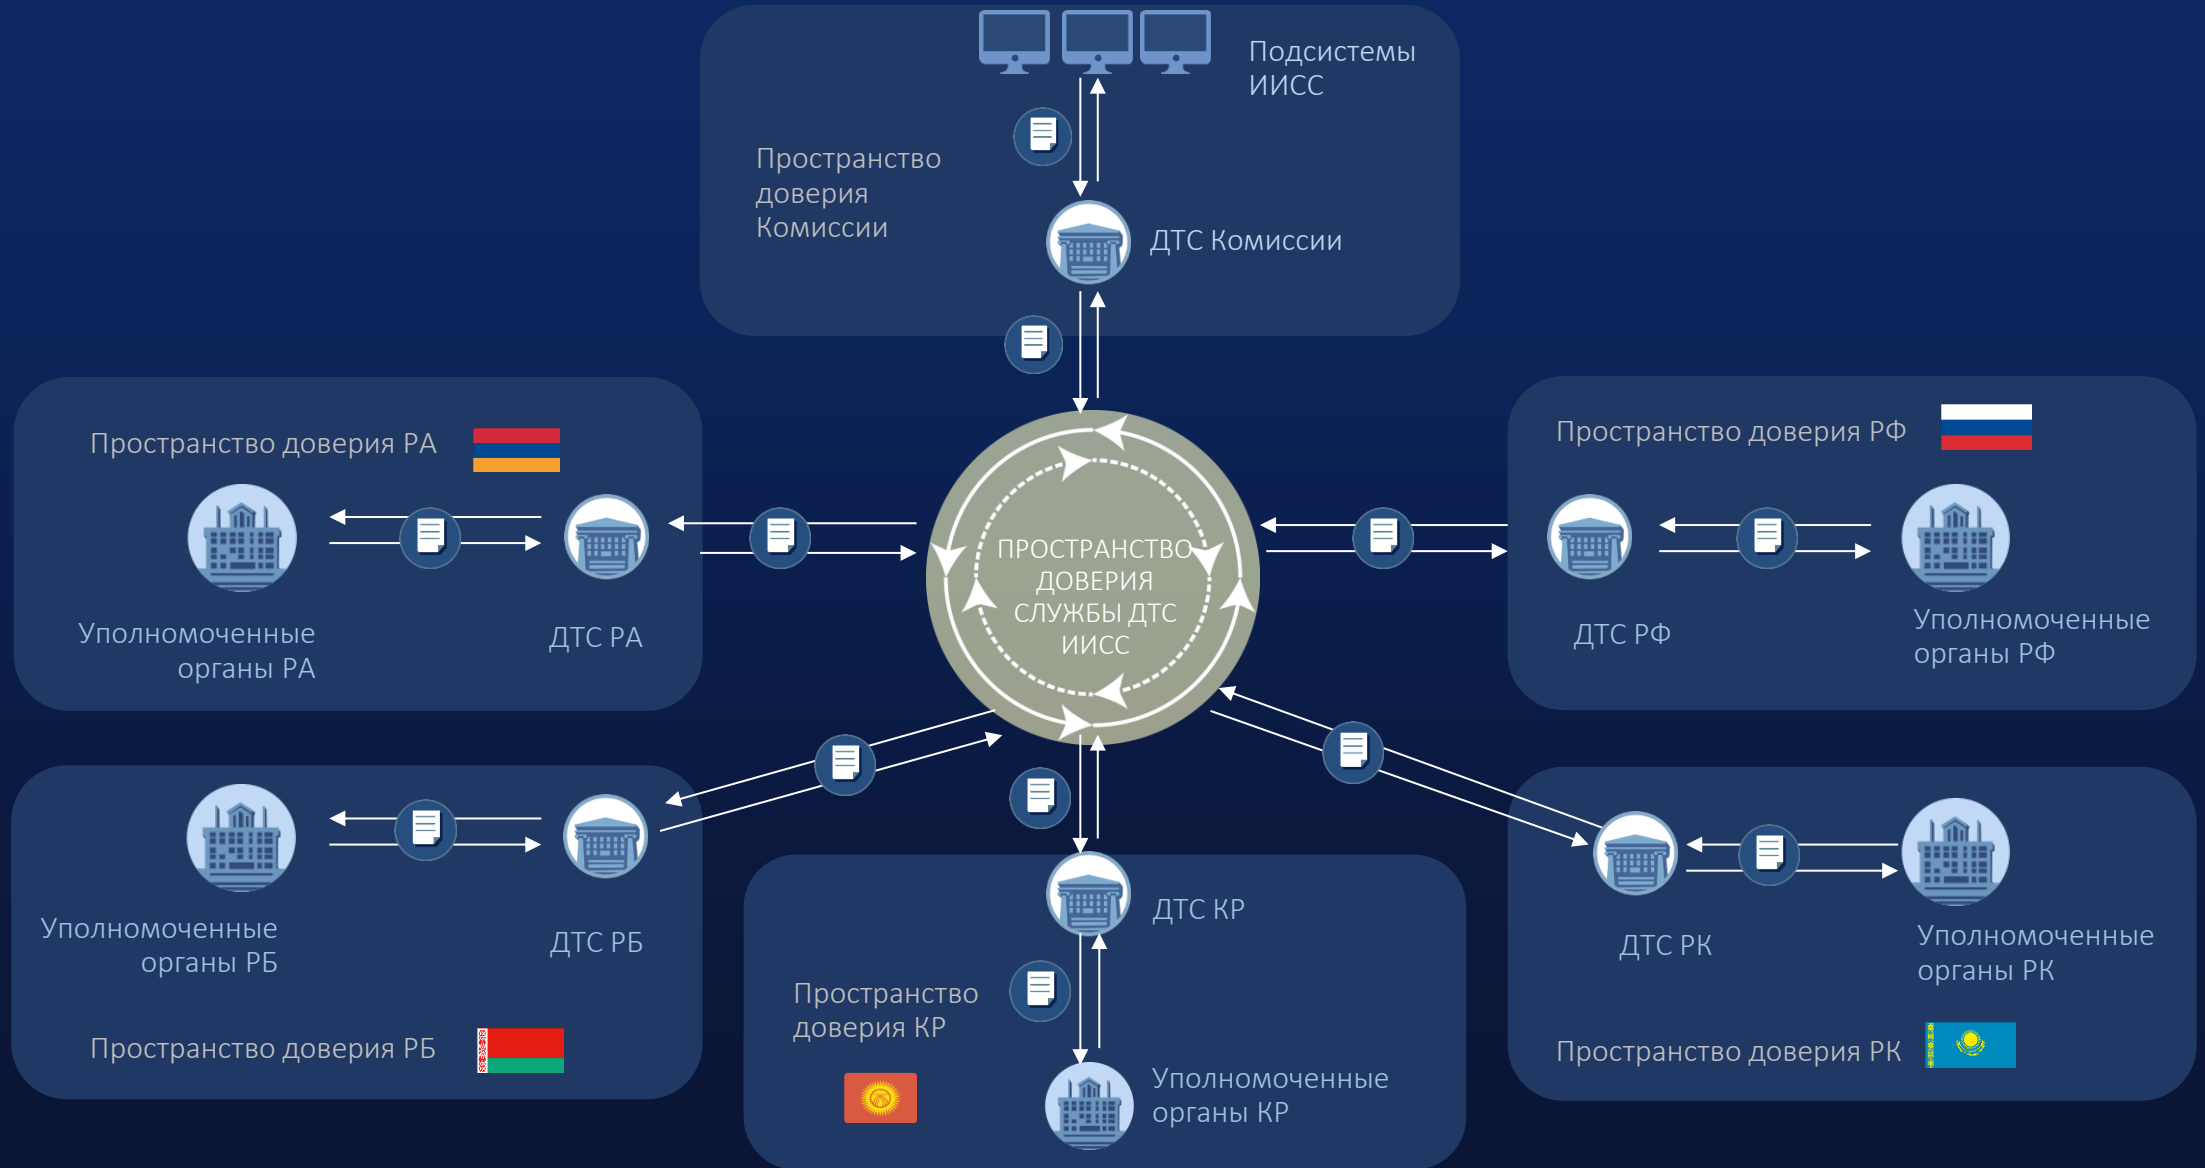 Подсистемы
ИИСС
Пространство
доверия
Комиссии
ДТС Комиссии
Пространство доверия РА
Уполномоченные
органы РА
ДТС РА
ПРОСТРАНСТВО
ДОВЕРИЯ
СЛУЖБЫ ДТС
ИИСС
Пространство доверия РФ
ДТС РФ
Уполномоченные
органы РФ
Уполномоченные
органы РБ
ДТС РБ
Пространство доверия РБ
ДТС КР
Пространство
доверия КР
Уполномоченные
органы КР
ДТС РК
Уполномоченные
органы РК
Пространство доверия РК